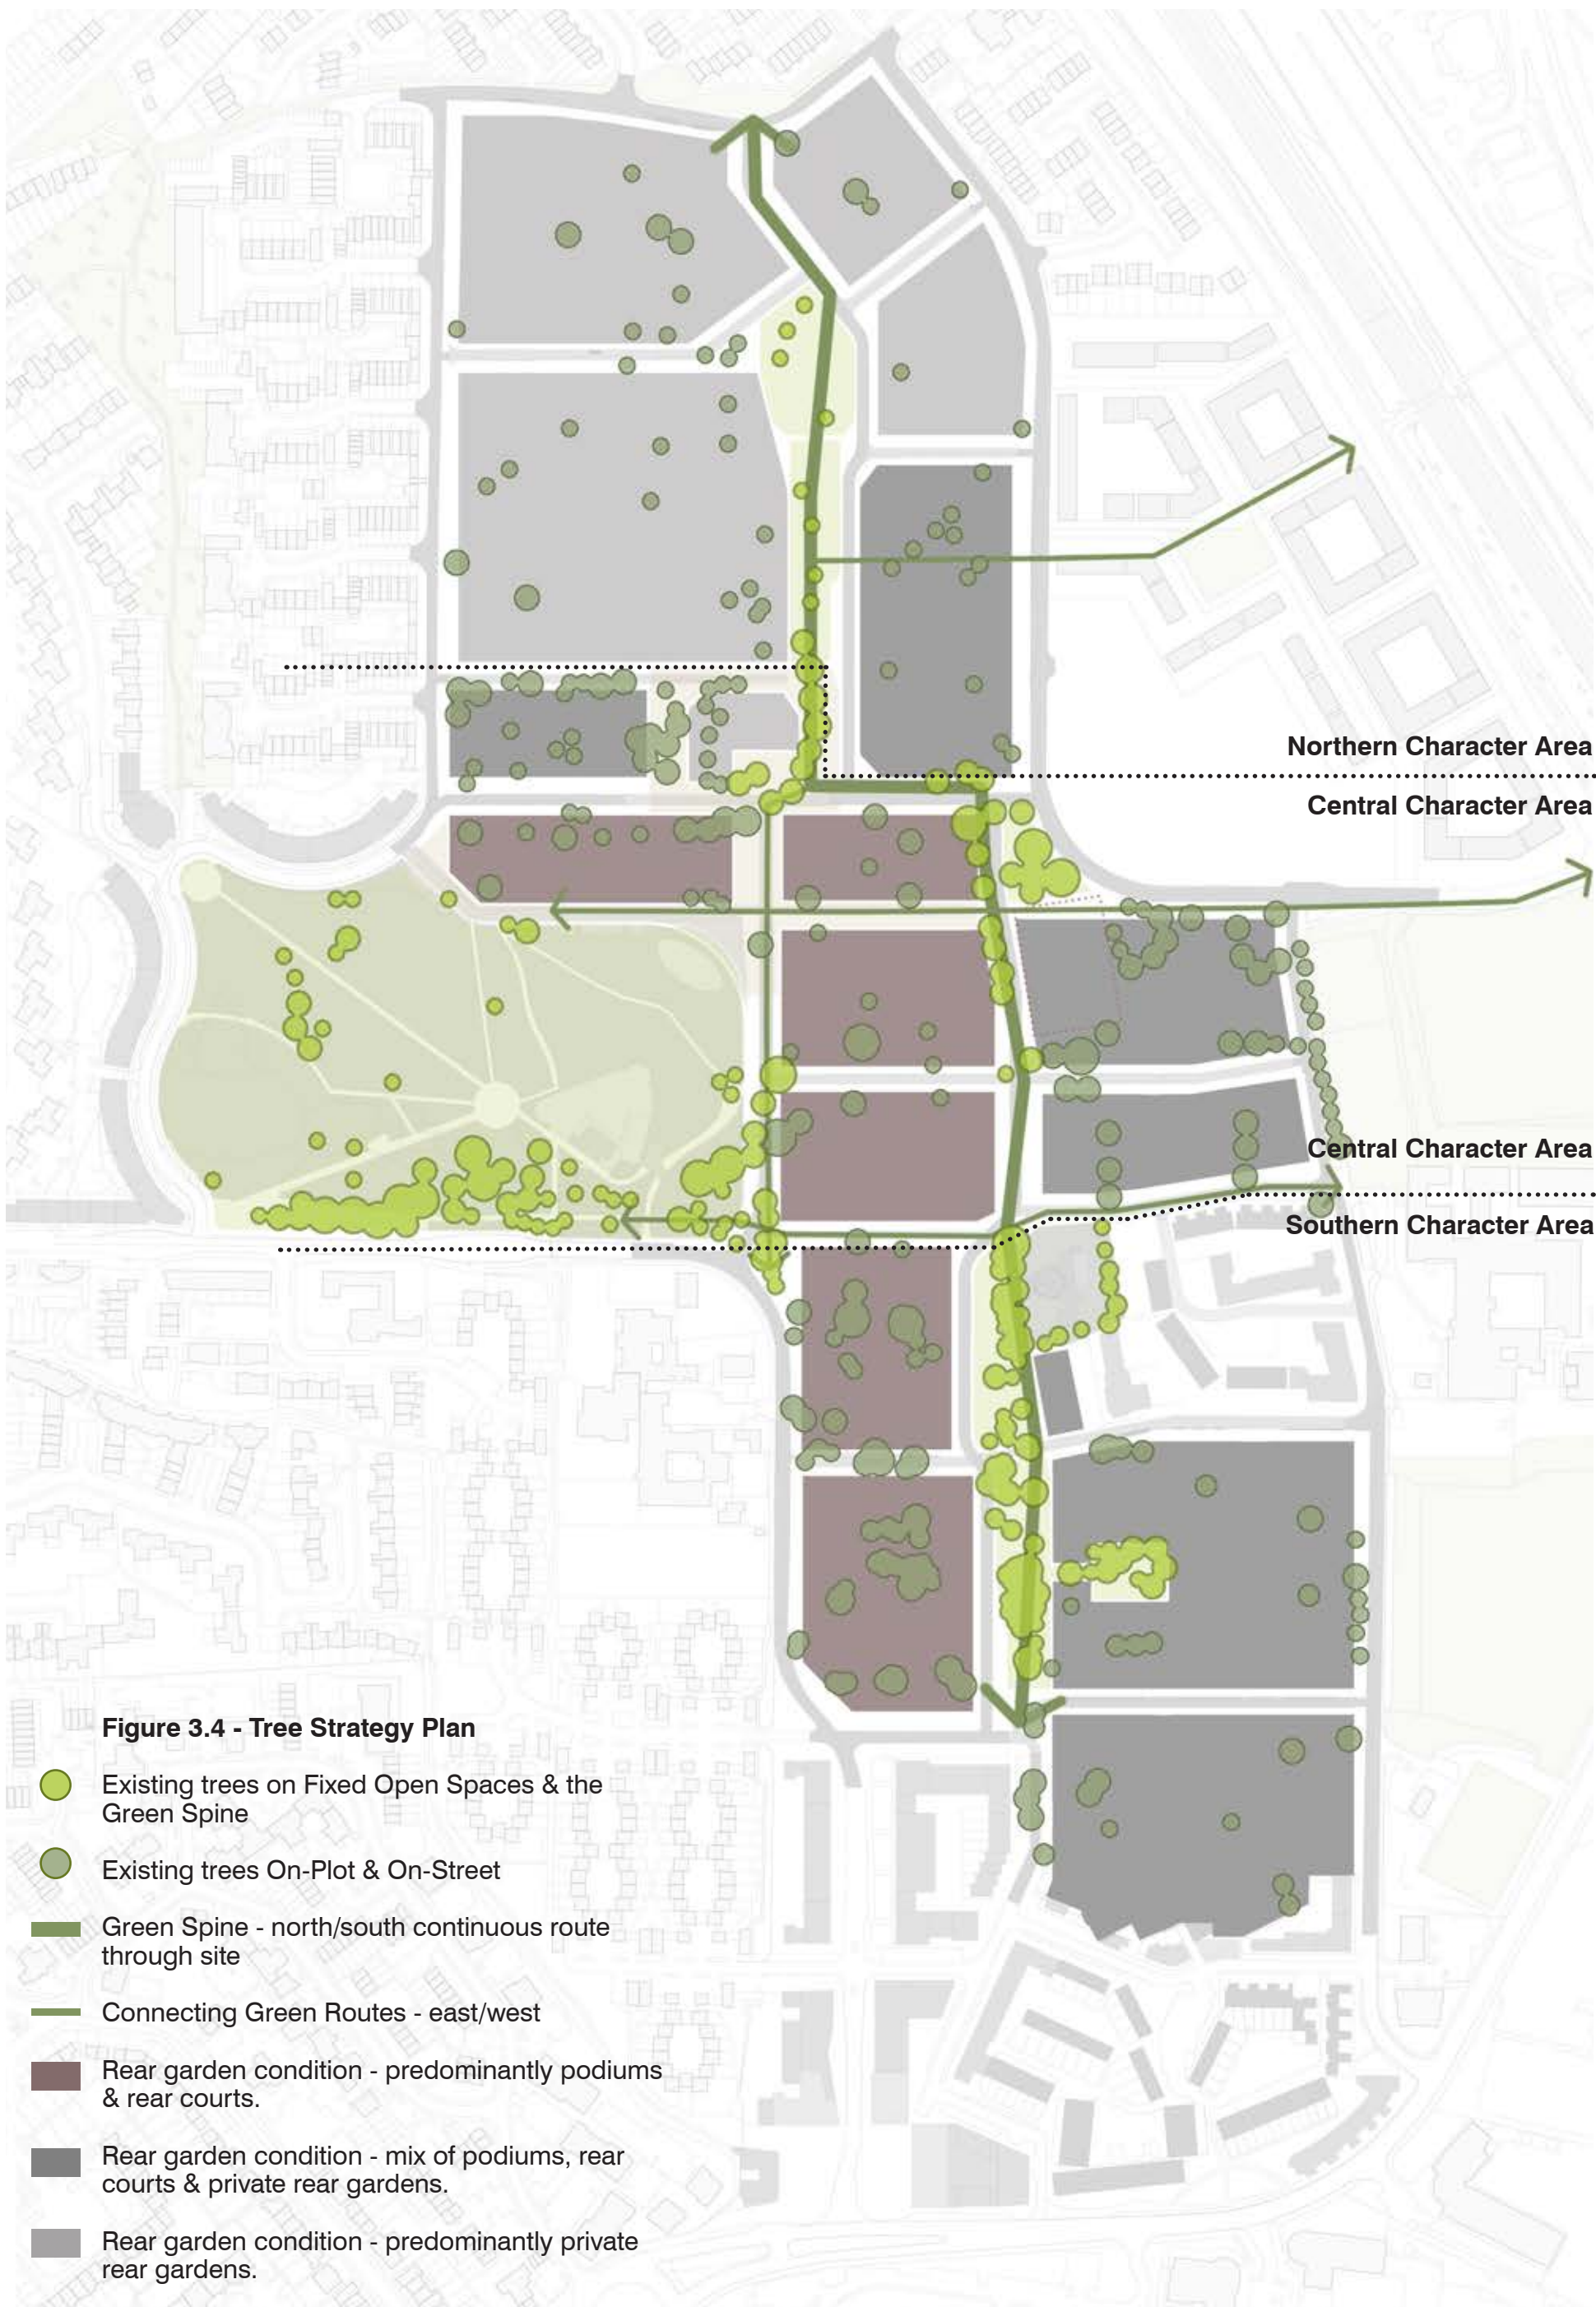 Northern Character Area
Central Character Area
Central Character Area
Southern Character Area
Figure 3.4 - Tree Strategy Plan
Existing trees on Fixed Open Spaces & the
Green Spine
Existing trees On-Plot & On-Street
Green Spine - north/south continuous route
through site
Connecting Green Routes - east/west
Rear garden condition - predominantly podiums
& rear courts.
Rear garden condition - mix of podiums, rear
courts & private rear gardens.
Rear garden condition - predominantly private
rear gardens.